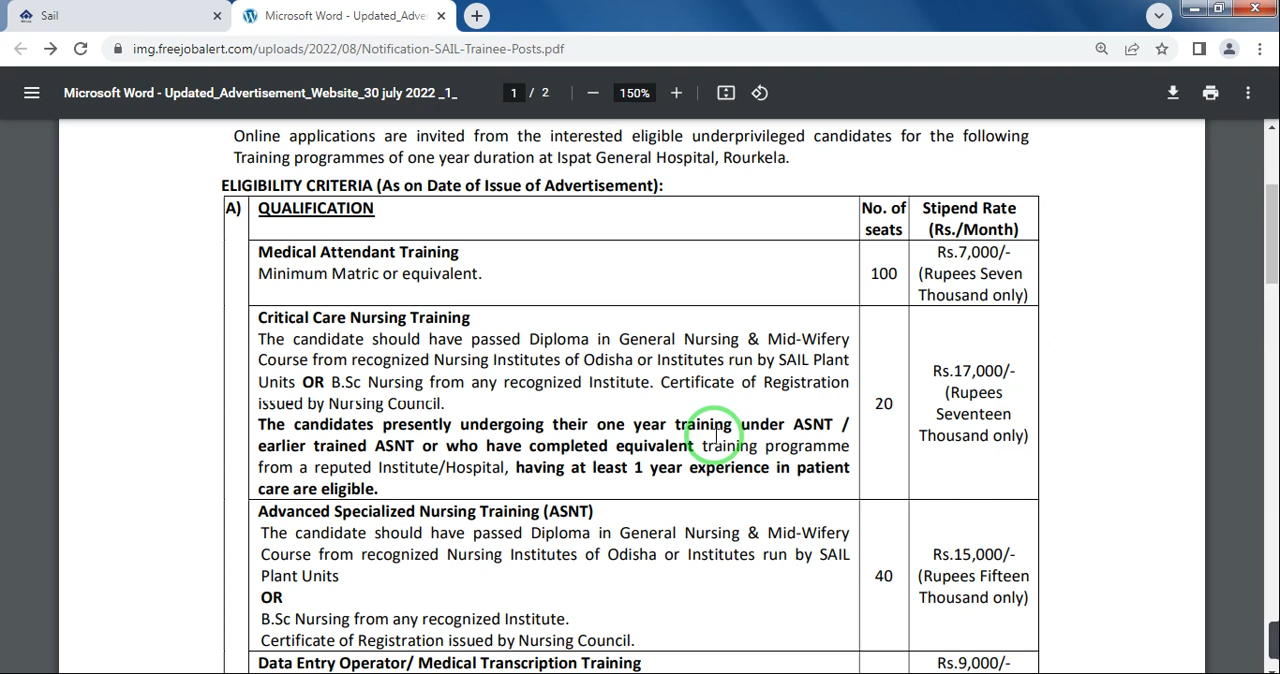 Sail
Microsoft Word - Updated_Adve
img.freejobalert.com/uploads/2022/08/Notification-SAIL-Trainee-Posts.pdf
Microsoft Word - Updated_Advertisement_Website_30 july 2022 _1_
1 / 2
150%
Online applications are invited from the interested eligible underprivileged candidates for the following
Training programmes of one year duration at Ispat General Hospital, Rourkela.
ELIGIBILITY CRITERIA (As on Date of Issue of Advertisement):
A) QUALIFICATION
No. of
seats
Stipend Rate
(Rs./Month)
Medical Attendant Training
Minimum Matric or equivalent.
100
Rs.7,000/-
(Rupees Seven
Thousand only)
Critical Care Nursing Training
The candidate should have passed Diploma in General Nursing & Mid-Wifery
Course from recognized Nursing Institutes of Odisha or Institutes run by SAIL Plant
Units OR B.Sc Nursing from any recognized Institute. Certificate of Registration
issued by Nursing Council.
The candidates presently undergoing their one year training under ASNT /
earlier trained ASNT or who have completed equivalent training programme
from a reputed Institute/Hospital, having at least 1 year experience in patient
care are eligible.
20
Rs.17,000/-
(Rupees
Seventeen
Thousand only)
Advanced Specialized Nursing Training (ASNT)
The candidate should have passed Diploma in General Nursing & Mid-Wifery
Course from recognized Nursing Institutes of Odisha or Institutes run by SAIL
Plant Units
OR
B.Sc Nursing from any recognized Institute.
Certificate of Registration issued by Nursing Council.
40
Rs.15,000/-
(Rupees Fifteen
Thousand only)
Data Entry Operator/ Medical Transcription Training
Rs.9,000/-